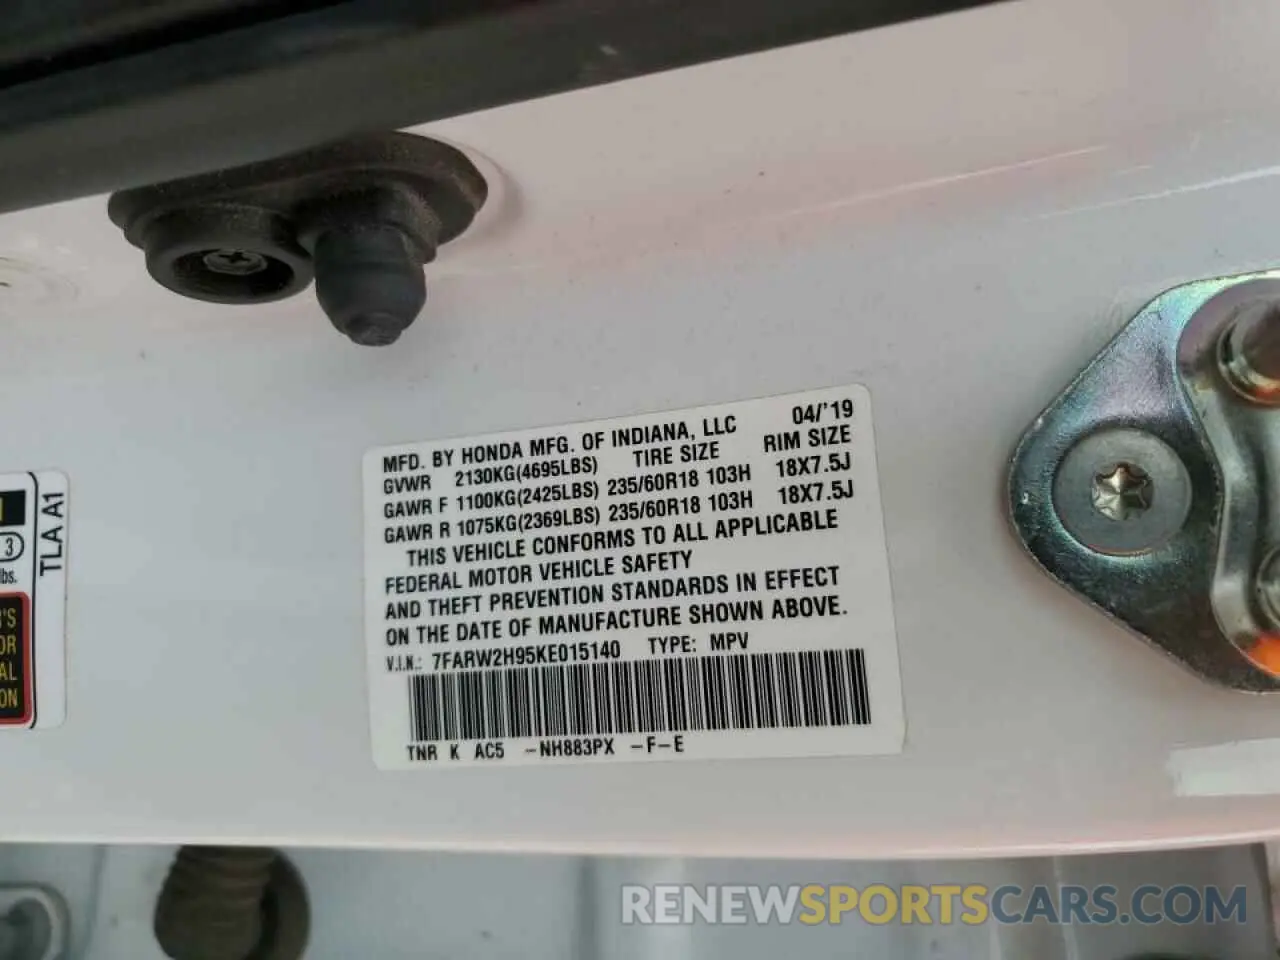 MFD. BY HONDA MFG. OF INDIANA, LLC 04/'19
GVWR 2130KG(4695LBS) TIRE SIZE RIM SIZE
GAWR F 1100KG(2425LBS) 235/60R18 103H 18X7.5J
GAWR R 1075KG(2369LBS) 235/60R18 103H 18X7.5J
THIS VEHICLE CONFORMS TO ALL APPLICABLE
FEDERAL MOTOR VEHICLE SAFETY
AND THEFT PREVENTION STANDARDS IN EFFECT
ON THE DATE OF MANUFACTURE SHOWN ABOVE.
V.I.N.: 7FARW2H95KE015140 TYPE: MPV
TNR K AC5 -NH883PX -F-E
TLA A1
3
lbs.
RENEWSPORTSCARS.COM